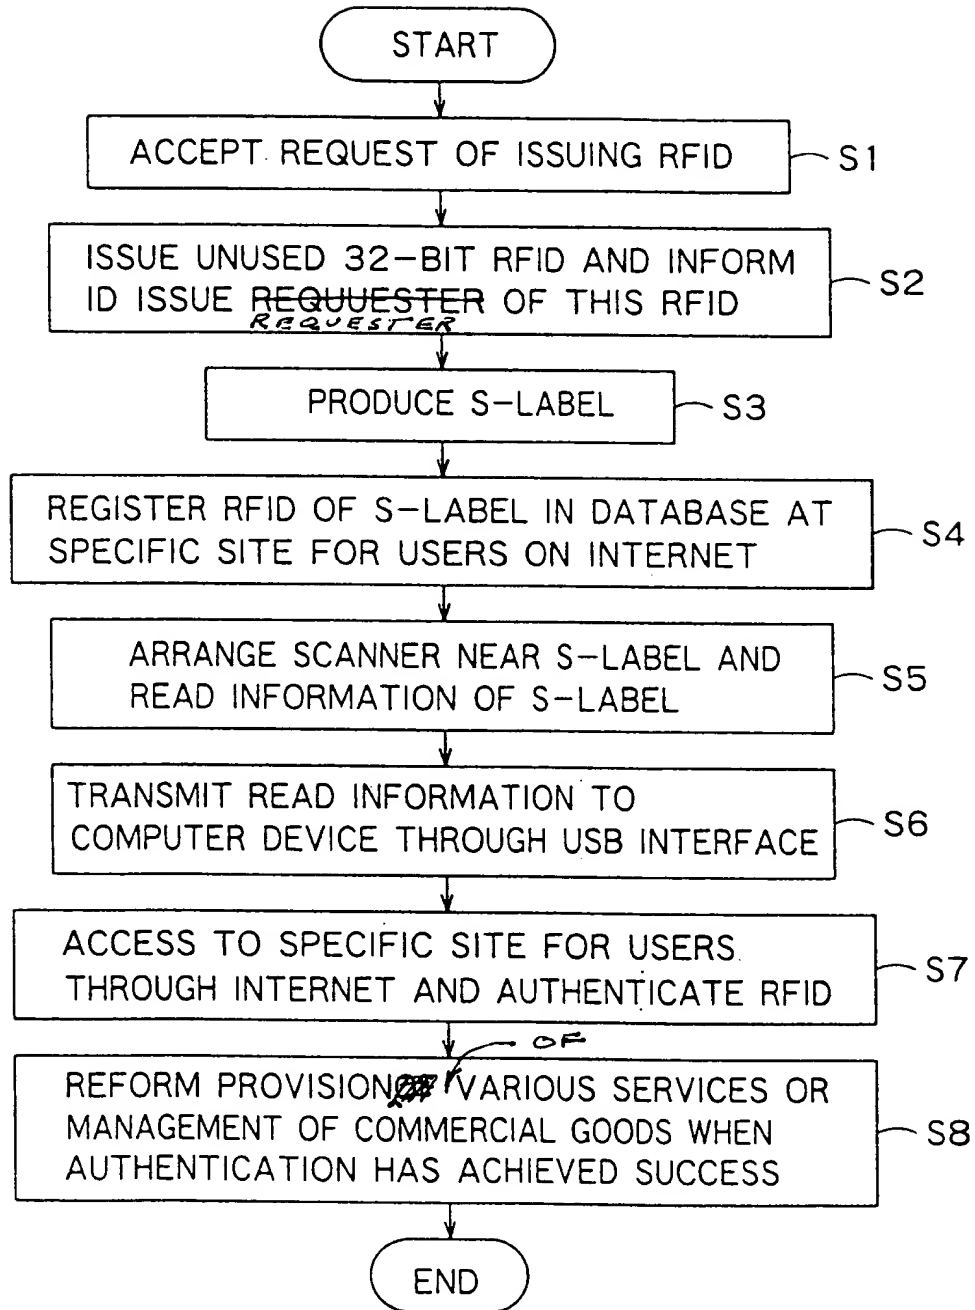 START
ACCEPT REQUEST OF ISSUING RFID
S1
ISSUE UNUSED 32-BIT RFID AND INFORM
ID ISSUE REQUUESTER OF THIS RFID
REQUESTER
S2
PRODUCE S-LABEL
S3
REGISTER RFID OF S-LABEL IN DATABASE AT
SPECIFIC SITE FOR USERS ON INTERNET
S4
ARRANGE SCANNER NEAR S-LABEL AND
READ INFORMATION OF S-LABEL
S5
TRANSMIT READ INFORMATION TO
COMPUTER DEVICE THROUGH USB INTERFACE
S6
ACCESS TO SPECIFIC SITE FOR USERS
THROUGH INTERNET AND AUTHENTICATE RFID
S7
OF
REFORM PROVISION VARIOUS SERVICES OR
MANAGEMENT OF COMMERCIAL GOODS WHEN
AUTHENTICATION HAS ACHIEVED SUCCESS
S8
END